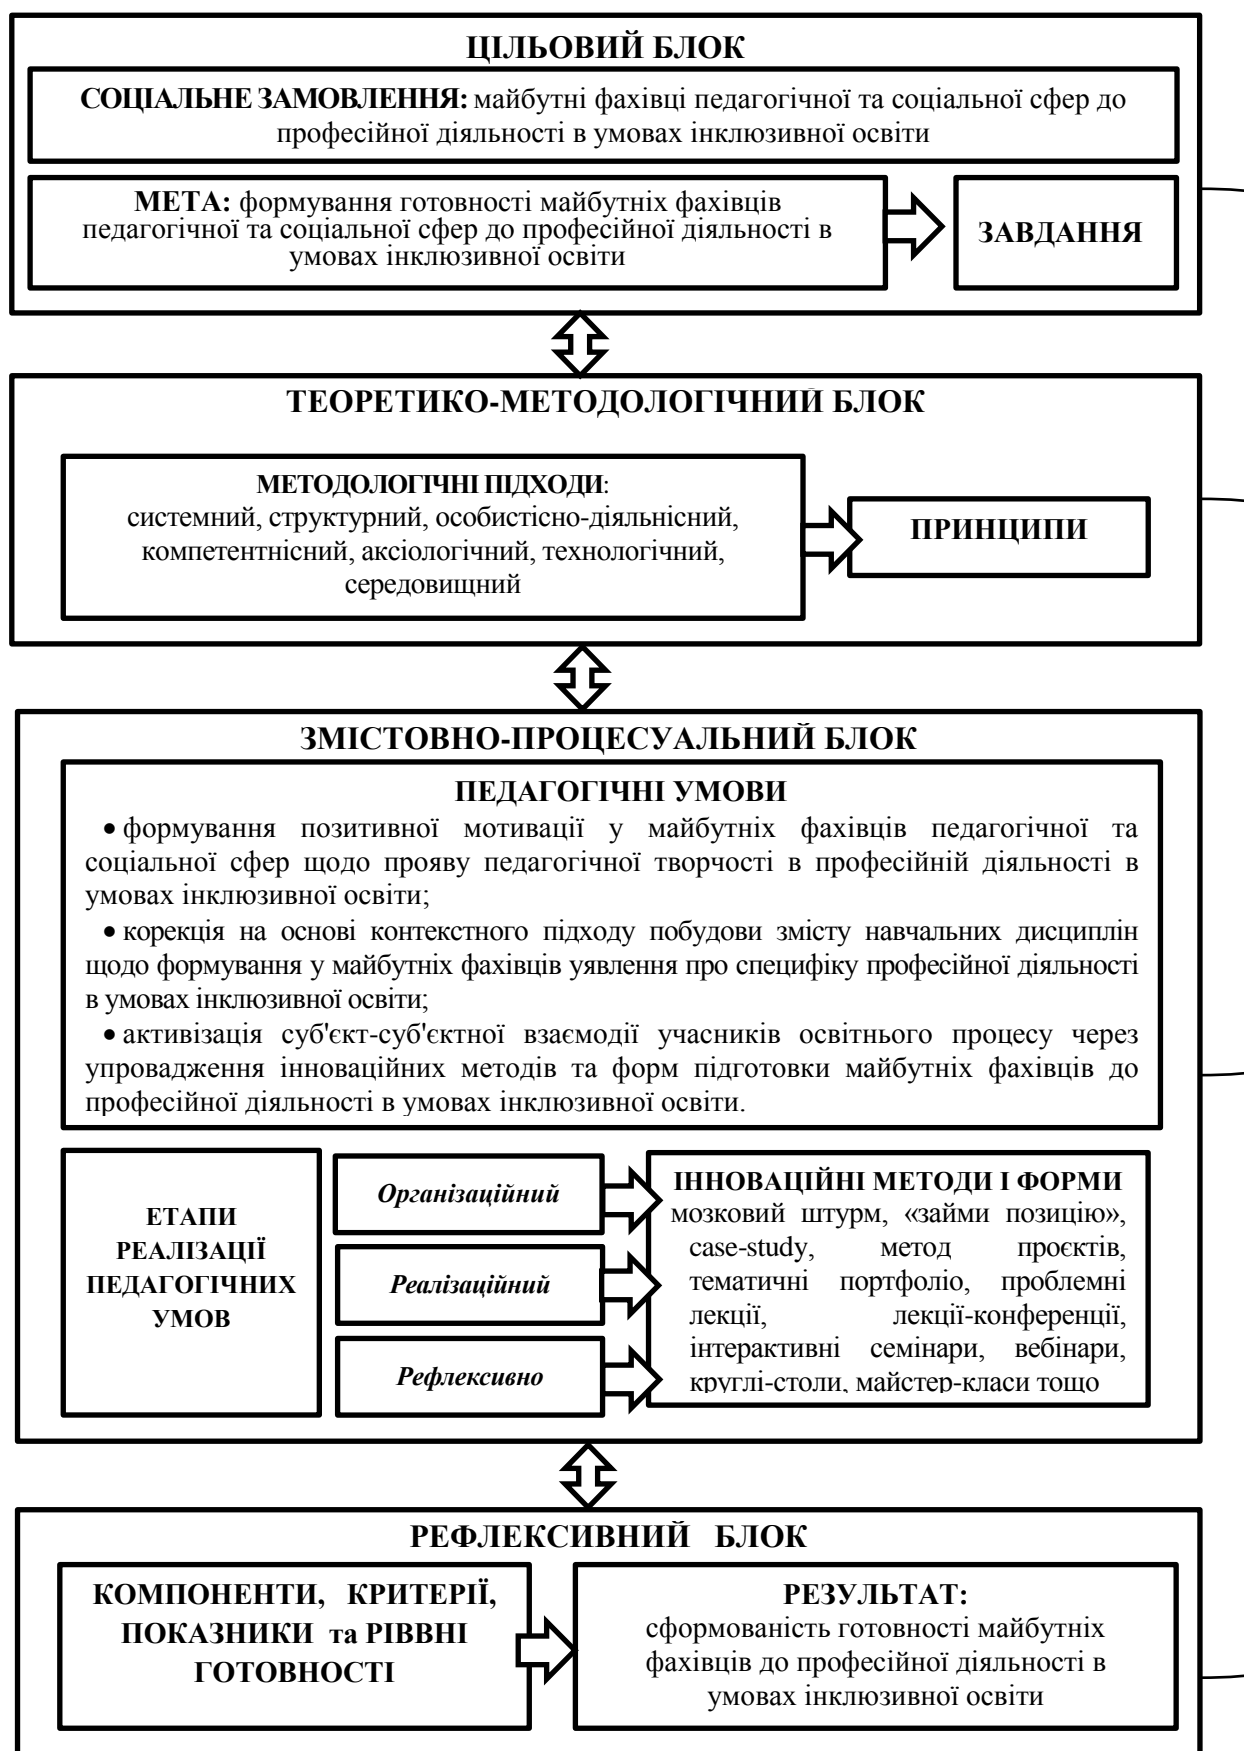 ЦІЛЬОВИЙ БЛОК
СОЦІАЛЬНЕ ЗАМОВЛЕННЯ: майбутні фахівці педагогічної та соціальної сфер до
професійної діяльності в умовах інклюзивної освіти
МЕТА: формування готовності майбутніх фахівців
педагогічної та соціальної сфер до професійної діяльності в
умовах інклюзивної освіти
ЗАВДАННЯ
ТЕОРЕТИКО-МЕТОДОЛОГІЧНИЙ БЛОК
МЕТОДОЛОГІЧНІ ПІДХОДИ:
системний, структурний, особистісно-діяльнісний,
компетентнісний, аксіологічний, технологічний,
середовищний
ПРИНЦИПИ
ЗМІСТОВНО-ПРОЦЕСУАЛЬНИЙ БЛОК
ПЕДАГОГІЧНІ УМОВИ
• формування позитивної мотивації у майбутніх фахівців педагогічної та
соціальної сфер щодо прояву педагогічної творчості в професійній діяльності в
умовах інклюзивної освіти;
• корекція на основі контекстного підходу побудови змісту навчальних дисциплін
щодо формування у майбутніх фахівців уявлення про специфіку професійної діяльності
в умовах інклюзивної освіти;
• активізація суб'єкт-суб'єктної взаємодії учасників освітнього процесу через
упровадження інноваційних методів та форм підготовки майбутніх фахівців до
професійної діяльності в умовах інклюзивної освіти.
ЕТАПИ
РЕАЛІЗАЦІЇ
ПЕДАГОГІЧНИХ
УМОВ
Організаційний
Реалізаційний
Рефлексивно
ІННОВАЦІЙНІ МЕТОДИ І ФОРМИ
мозковий штурм, «займи позицію»,
case-study, метод проєктів,
тематичні портфоліо, проблемні
лекції, лекції-конференції,
інтерактивні семінари, вебінари,
круглі-столи, майстер-класи тощо
РЕФЛЕКСИВНИЙ БЛОК
КОМПОНЕНТИ, КРИТЕРІЇ,
ПОКАЗНИКИ та РІВВНІ
ГОТОВНОСТІ
РЕЗУЛЬТАТ:
сформованість готовності майбутніх
фахівців до професійної діяльності в
умовах інклюзивної освіти